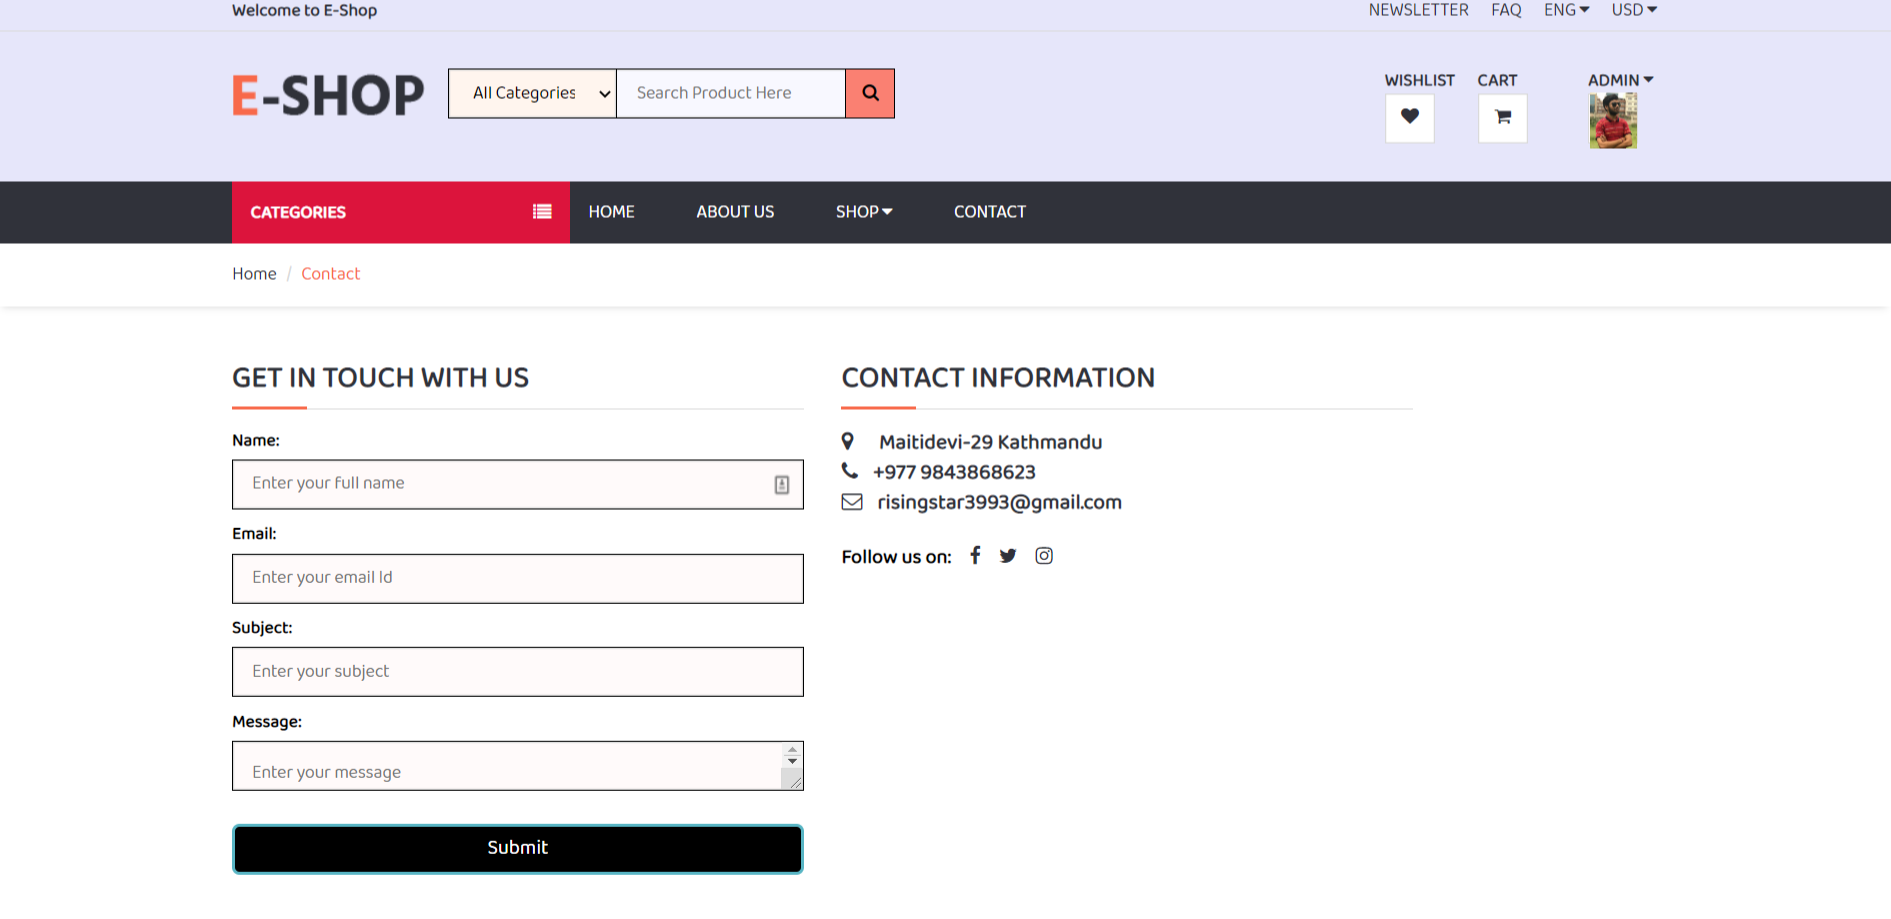 Welcome to E-Shop
NEWSLETTER FAQ ENG USD
E-SHOP
All Categories
Search Product Here
WISHLIST CART ADMIN
CATEGORIES
HOME ABOUT US SHOP CONTACT
Home / Contact
GET IN TOUCH WITH US
Name:
Enter your full name
Email:
Enter your email Id
Subject:
Enter your subject
Message:
Enter your message
Submit
CONTACT INFORMATION
Maitidevi-29 Kathmandu
+977 9843868623
risingstar3993@gmail.com
Follow us on: